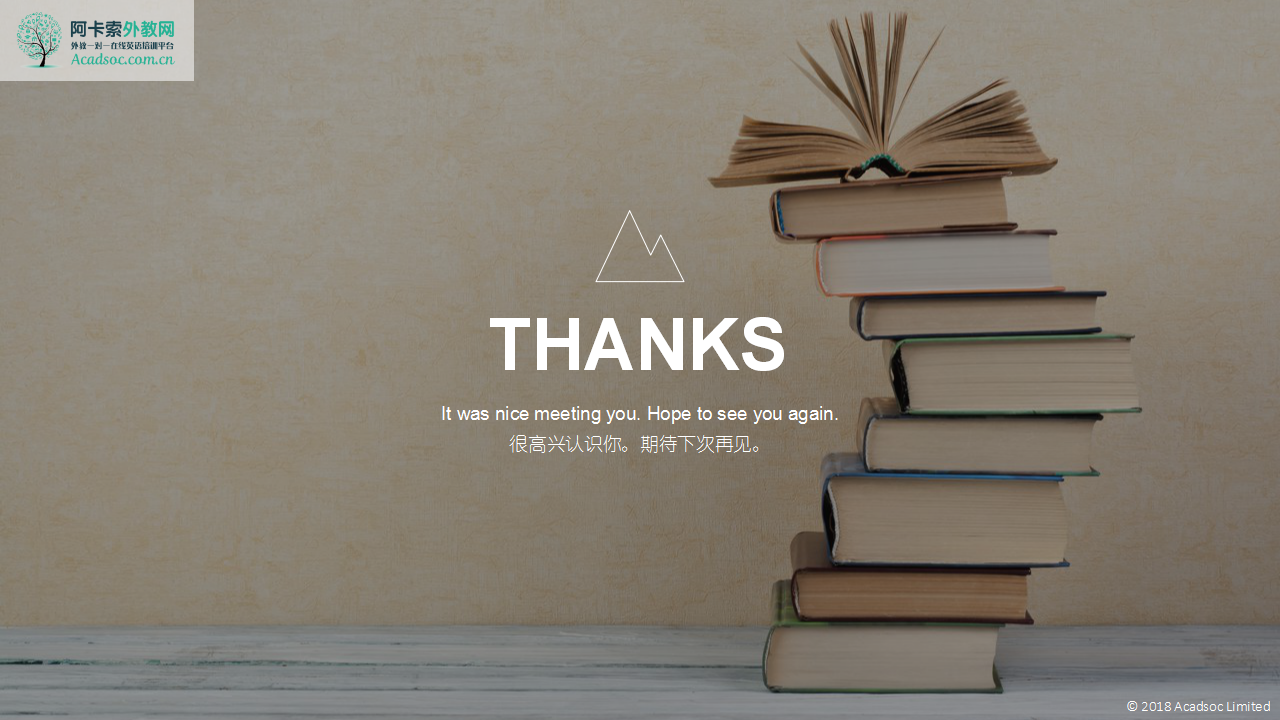 阿卡索外教网
外教一对一在线英语培训平台
Acadsoc.com.cn
THANKS
It was nice meeting you. Hope to see you again.
很高兴认识你。期待下次再见。
© 2018 Acadsoc Limited